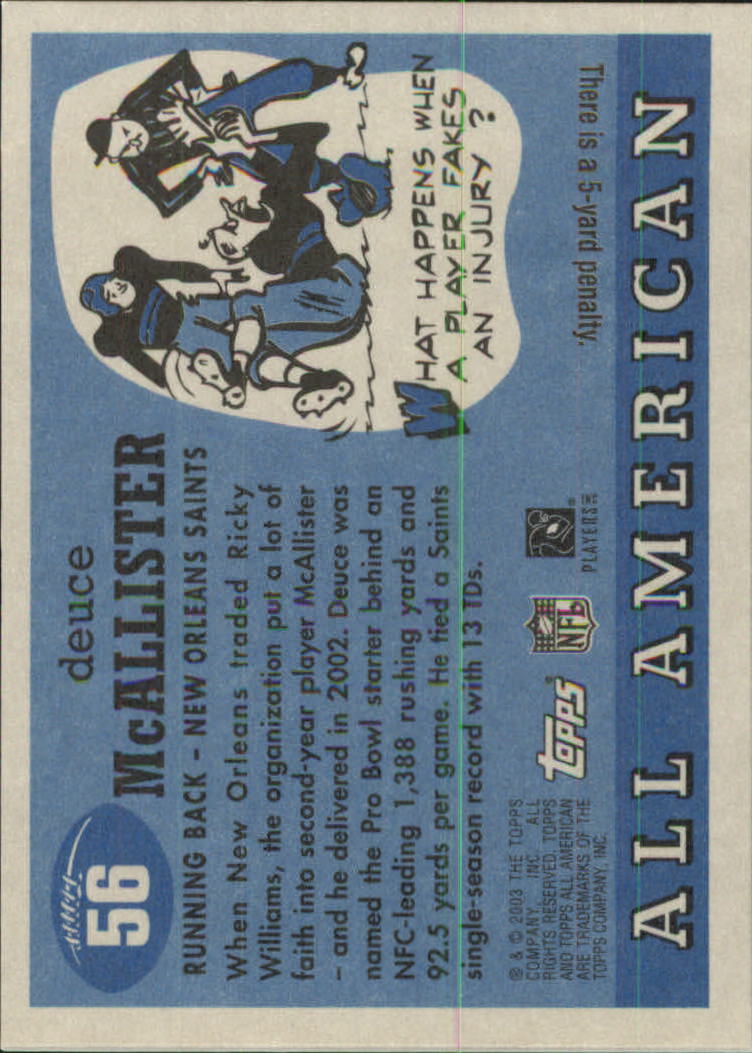 56
deuce
McALLISTER
RUNNING BACK - NEW ORLEANS SAINTS
When New Orleans traded Ricky
Williams, the organization put a lot of
faith into second-year player McAllister
– and he delivered in 2002. Deuce was
named the Pro Bowl starter behind an
NFC-leading 1,388 rushing yards and
92.5 yards per game. He tied a Saints
single-season record with 13 TDs.
WHAT HAPPENS WHEN
A PLAYER FAKES
AN INJURY ?
There is a 5-yard penalty.
® & © 2003 THE TOPPS
COMPANY, INC. ALL
RIGHTS RESERVED. TOPPS
AND TOPPS ALL AMERICAN
ARE TRADEMARKS OF THE
TOPPS COMPANY, INC.
topps®
NFL
PLAYERS INC
ALL AMERICAN